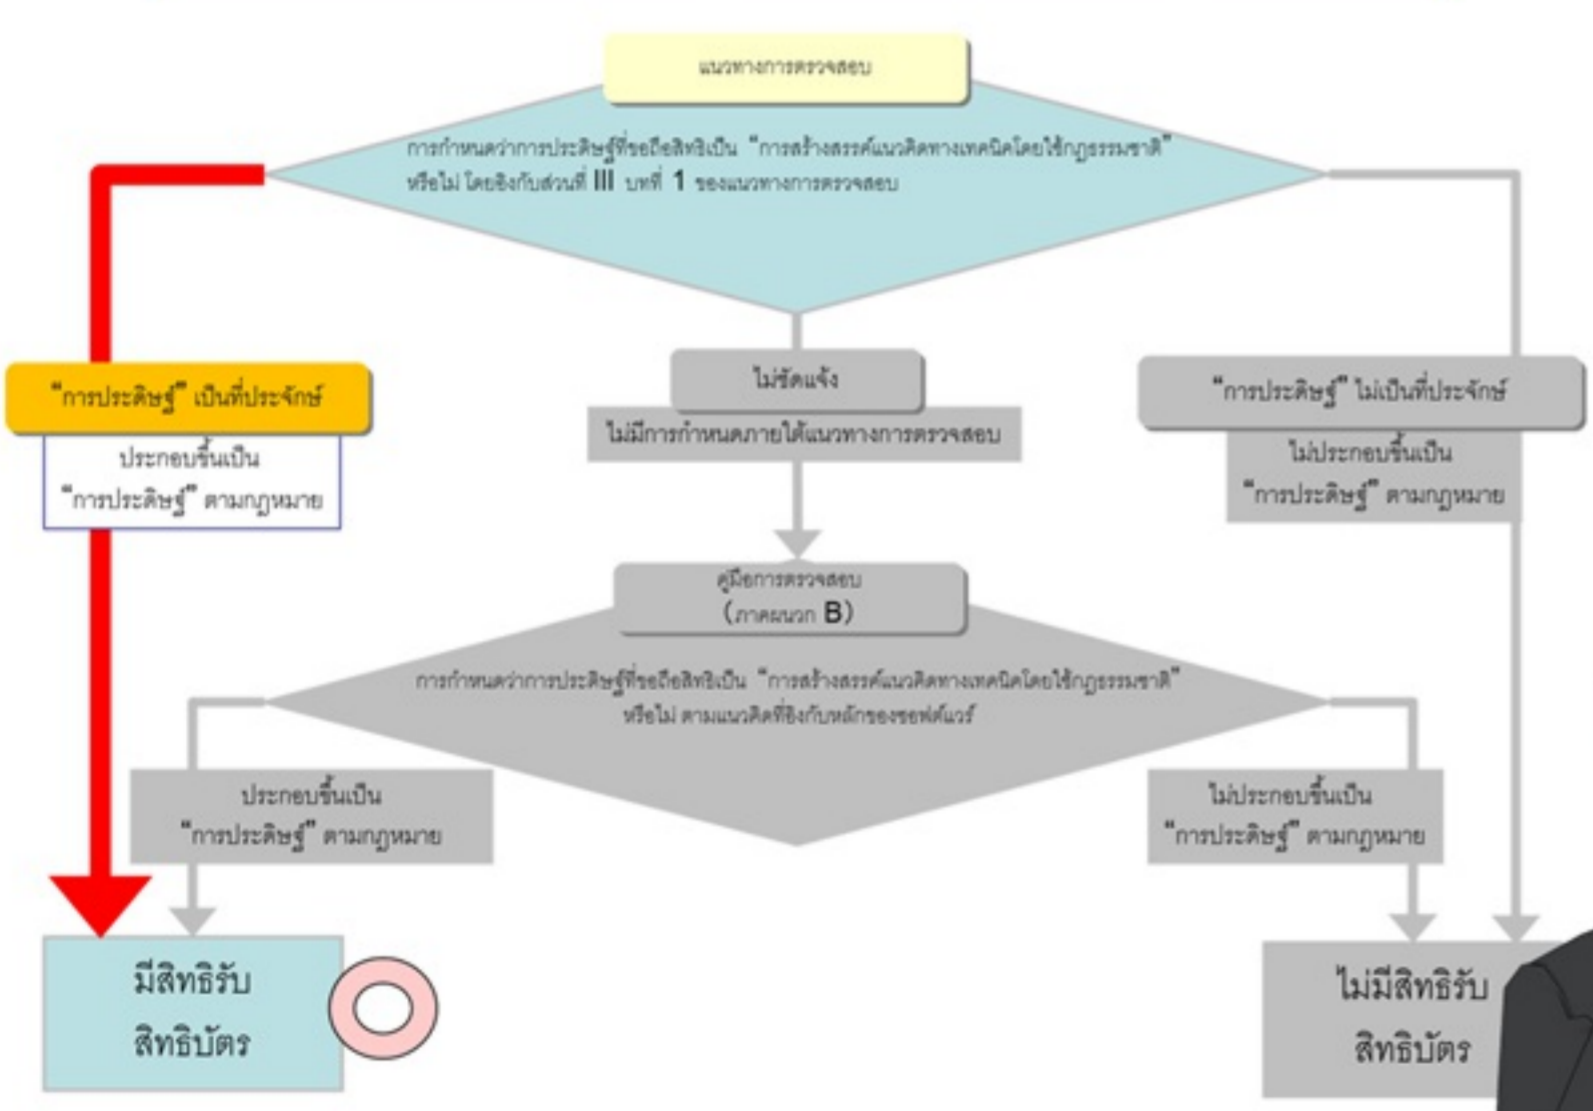 แนวทางการตรวจสอบ
การกำหนดว่าการประดิษฐ์ที่ขอถือสิทธิเป็น “การสร้างสรรค์แนวคิดทางเทคนิคโดยใช้กฎธรรมชาติ”
หรือไม่ โดยอิงกับส่วนที่ III บทที่ 1 ของแนวทางการตรวจสอบ
“การประดิษฐ์” เป็นที่ประจักษ์
ประกอบขึ้นเป็น
“การประดิษฐ์” ตามกฎหมาย
ไม่ชัดแจ้ง
ไม่มีการกำหนดภายใต้แนวทางการตรวจสอบ
“การประดิษฐ์” ไม่เป็นที่ประจักษ์
ไม่ประกอบขึ้นเป็น
“การประดิษฐ์” ตามกฎหมาย
คู่มือการตรวจสอบ
(ภาคผนวก B)
การกำหนดว่าการประดิษฐ์ที่ขอถือสิทธิเป็น “การสร้างสรรค์แนวคิดทางเทคนิคโดยใช้กฎธรรมชาติ”
หรือไม่ ตามแนวคิดที่อิงกับหลักของซอฟต์แวร์
ประกอบขึ้นเป็น
“การประดิษฐ์” ตามกฎหมาย
ไม่ประกอบขึ้นเป็น
“การประดิษฐ์” ตามกฎหมาย
มีสิทธิรับ
สิทธิบัตร
ไม่มีสิทธิรับ
สิทธิบัตร